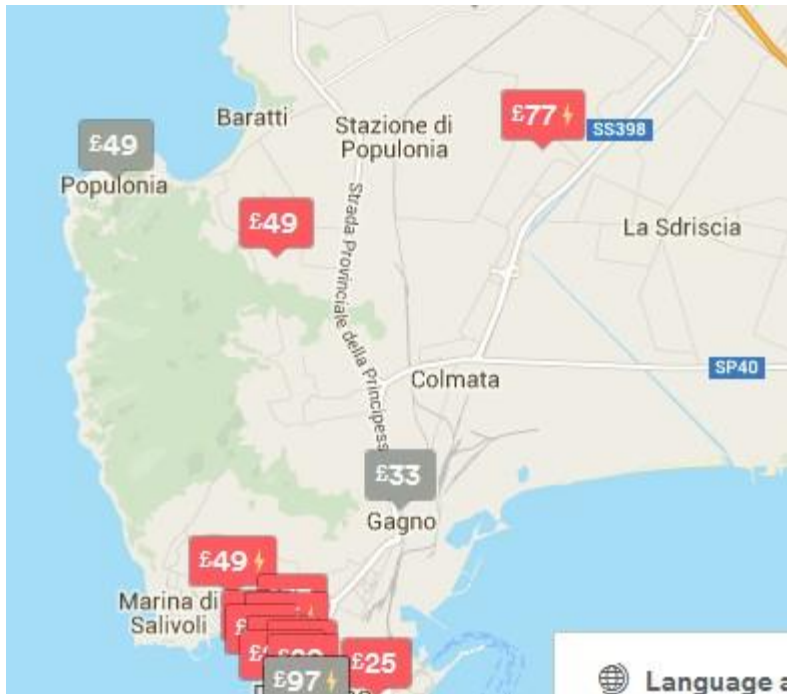 Baratti
£49
Populonia
Stazione di
Populonia
£77
SS398
£49
La Sdriscia
Strada Provinciale della Principess
Colmata
SP40
£33
Gagno
£49
Marina di
Salivoli
£25
£97
Language a